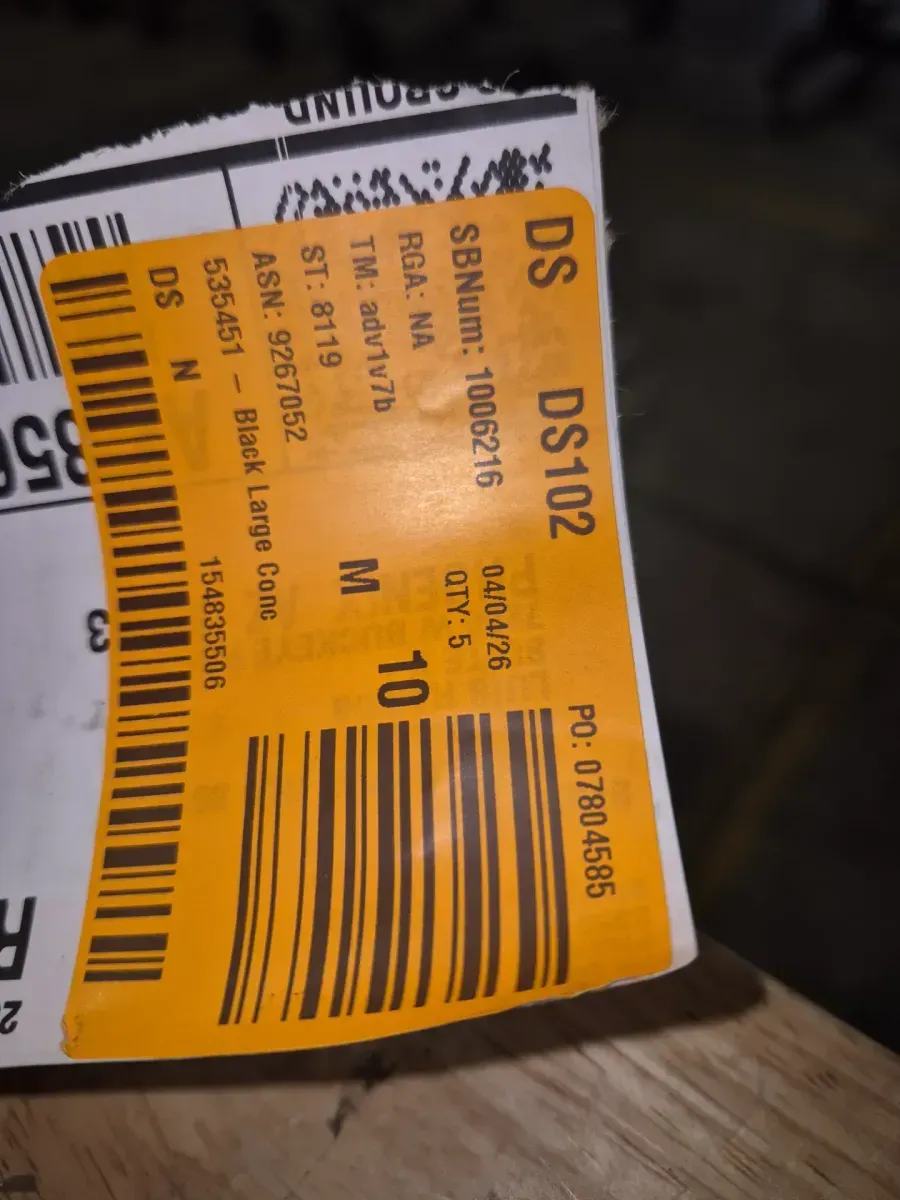 DS DS102 PO: 07804585
SBNum: 1006216 04/04/26
RGA: NA QTY: 5
TM: adv1v7b 10
ST: 8119 M
ASN: 9267052
535451 - Black Large Conc
DS N 154835506
GROUND
3